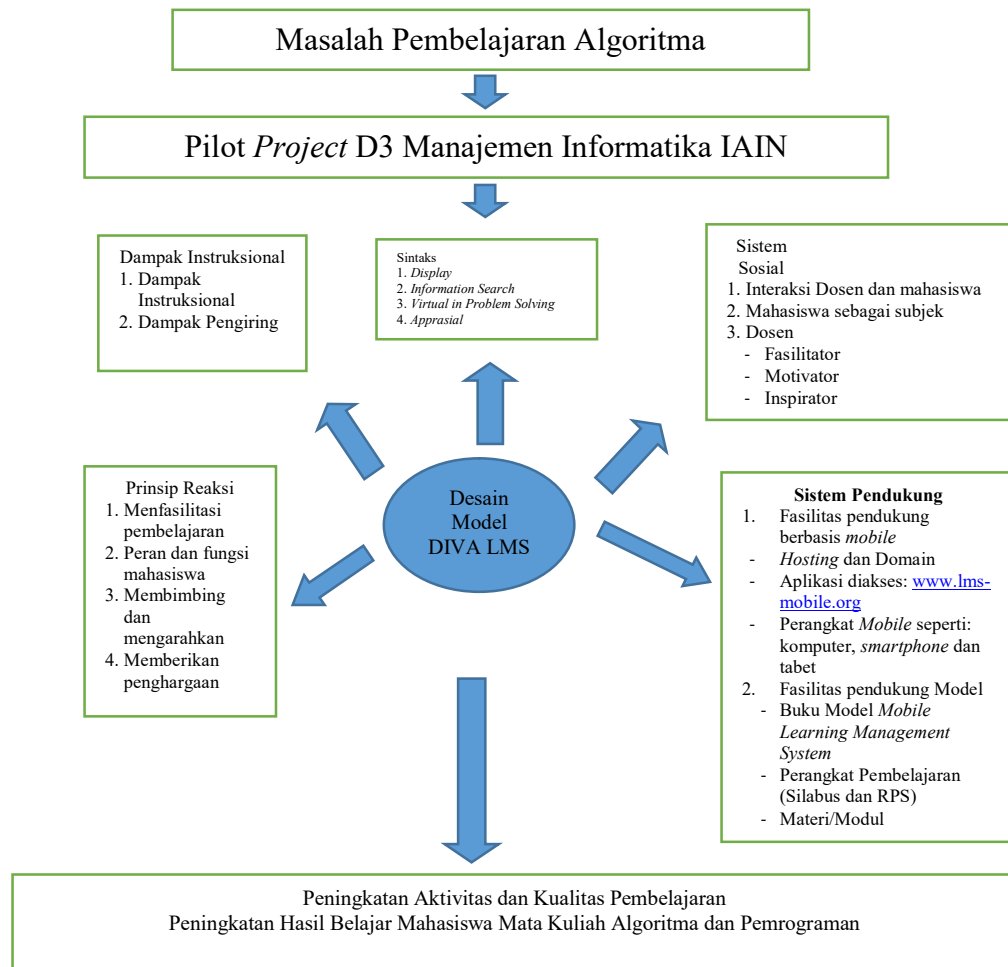 Masalah Pembelajaran Algoritma
Pilot Project D3 Manajemen Informatika IAIN
Dampak Instruksional
1. Dampak
Instruksional
2. Dampak Pengiring
Sintaks
1. Display
2. Information Search
3. Virtual in Problem Solving
4. Apprasial
Sistem
Sosial
1. Interaksi Dosen dan mahasiswa
2. Mahasiswa sebagai subjek
3. Dosen
- Fasilitator
- Motivator
- Inspirator
Prinsip Reaksi
1. Menfasilitasi
pembelajaran
2. Peran dan fungsi
mahasiswa
3. Membimbing
dan
mengarahkan
4. Memberikan
penghargaan
Desain
Model
DIVA LMS
Sistem Pendukung
1. Fasilitas pendukung
berbasis mobile
- Hosting dan Domain
- Aplikasi diakses: www.lms-
mobile.org
- Perangkat Mobile seperti:
komputer, smartphone dan
tabet
2. Fasilitas pendukung Model
- Buku Model Mobile
Learning Management
System
- Perangkat Pembelajaran
(Silabus dan RPS)
- Materi/Modul
Peningkatan Aktivitas dan Kualitas Pembelajaran
Peningkatan Hasil Belajar Mahasiswa Mata Kuliah Algoritma dan Pemrograman